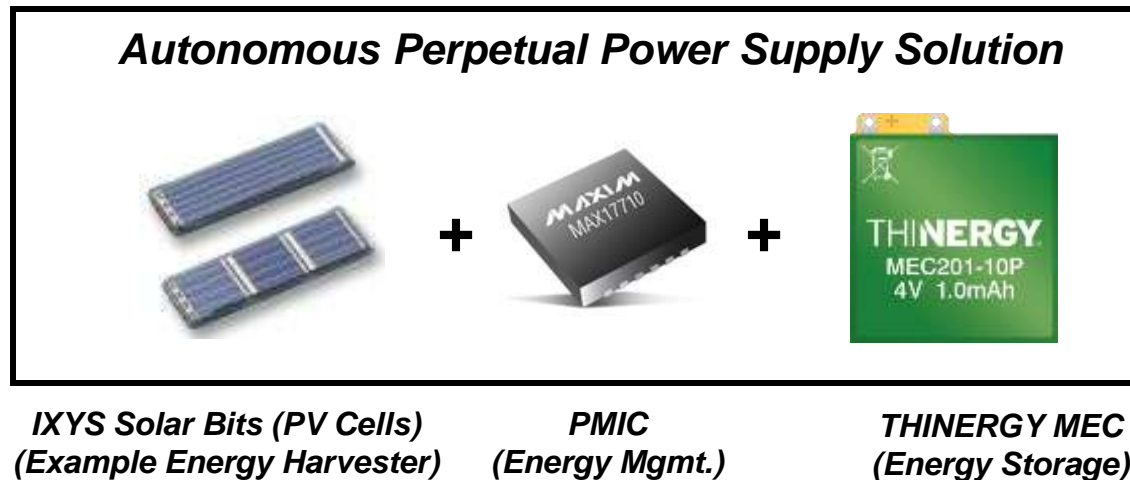 Autonomous Perpetual Power Supply Solution
+
+
MAXIM
MAX17710
+
THINERGY
MEC201-10P
4V 1.0mAh
IXYS Solar Bits (PV Cells)
(Example Energy Harvester)
PMIC
(Energy Mgmt.)
THINERGY MEC
(Energy Storage)